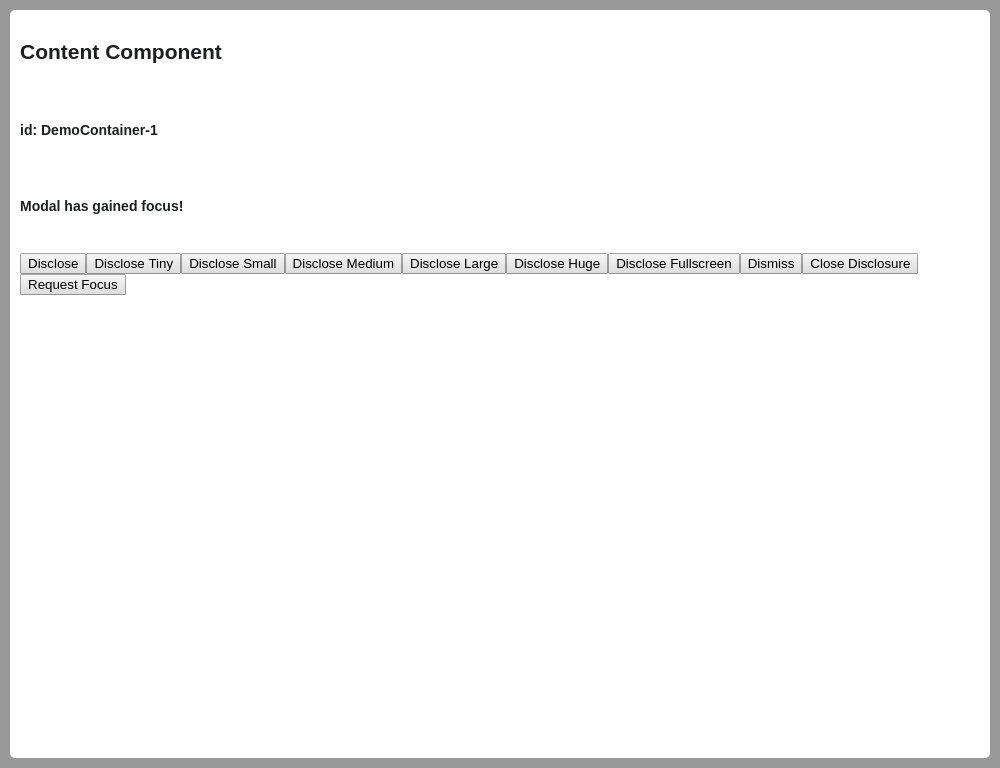 Content Component
id: DemoContainer-1
Modal has gained focus!
Disclose Disclose Tiny Disclose Small Disclose Medium Disclose Large Disclose Huge Disclose Fullscreen Dismiss Close Disclosure
Request Focus